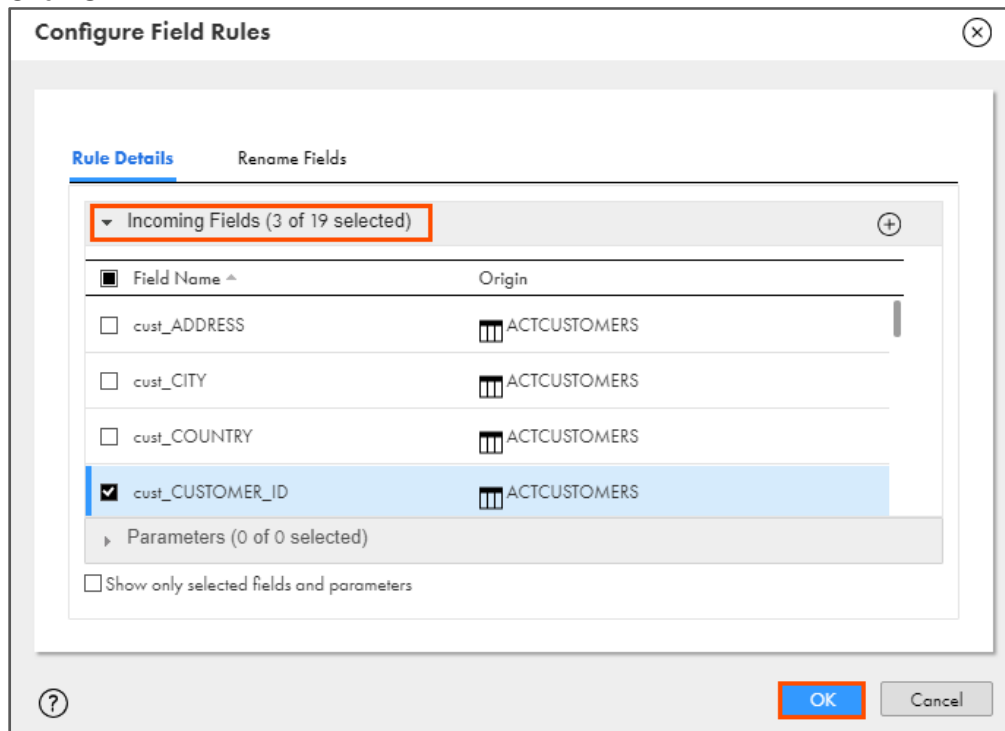 Configure Field Rules
Rule Details Rename Fields
Incoming Fields (3 of 19 selected)
Field Name Origin
cust_ADDRESS ACTCUSTOMERS
cust_CITY ACTCUSTOMERS
cust_COUNTRY ACTCUSTOMERS
cust_CUSTOMER_ID ACTCUSTOMERS
Parameters (0 of 0 selected)
Show only selected fields and parameters
? OK Cancel